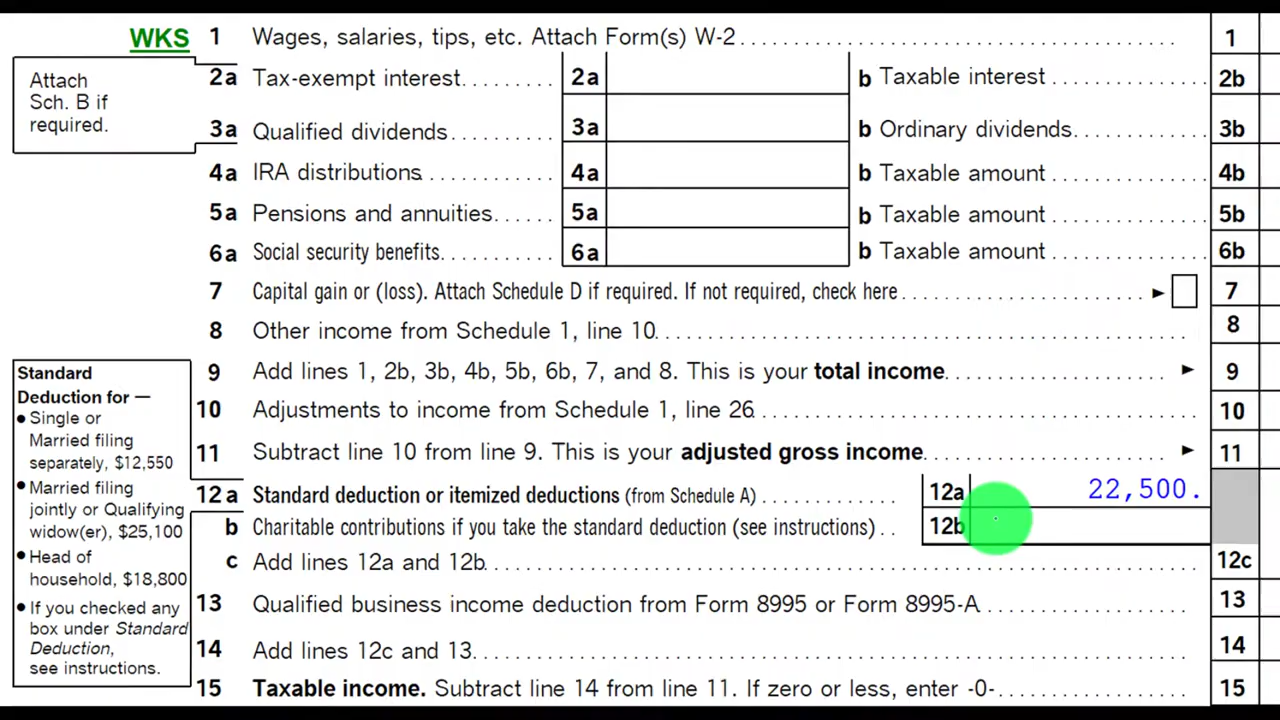 WKS 1 Wages, salaries, tips, etc. Attach Form(s) W-2 1
Attach
Sch. B if
required.
2a Tax-exempt interest 2a b Taxable interest 2b
3a Qualified dividends 3a b Ordinary dividends 3b
4a IRA distributions 4a b Taxable amount 4b
5a Pensions and annuities 5a b Taxable amount 5b
6a Social security benefits 6a b Taxable amount 6b
7 Capital gain or (loss). Attach Schedule D if required. If not required, check here 7
8 Other income from Schedule 1, line 10 8
9 Add lines 1, 2b, 3b, 4b, 5b, 6b, 7, and 8. This is your total income 9
10 Adjustments to income from Schedule 1, line 26 10
11 Subtract line 10 from line 9. This is your adjusted gross income 11
12a Standard deduction or itemized deductions (from Schedule A) 12a 22,500.
b Charitable contributions if you take the standard deduction (see instructions) 12b
c Add lines 12a and 12b 12c
13 Qualified business income deduction from Form 8995 or Form 8995-A 13
14 Add lines 12c and 13 14
15 Taxable income. Subtract line 14 from line 11. If zero or less, enter -0- 15
Standard
Deduction for —
• Single or
Married filing
separately, $12,550
• Married filing
jointly or Qualifying
widow(er), $25,100
• Head of
household, $18,800
• If you checked any
box under Standard
Deduction,
see instructions.